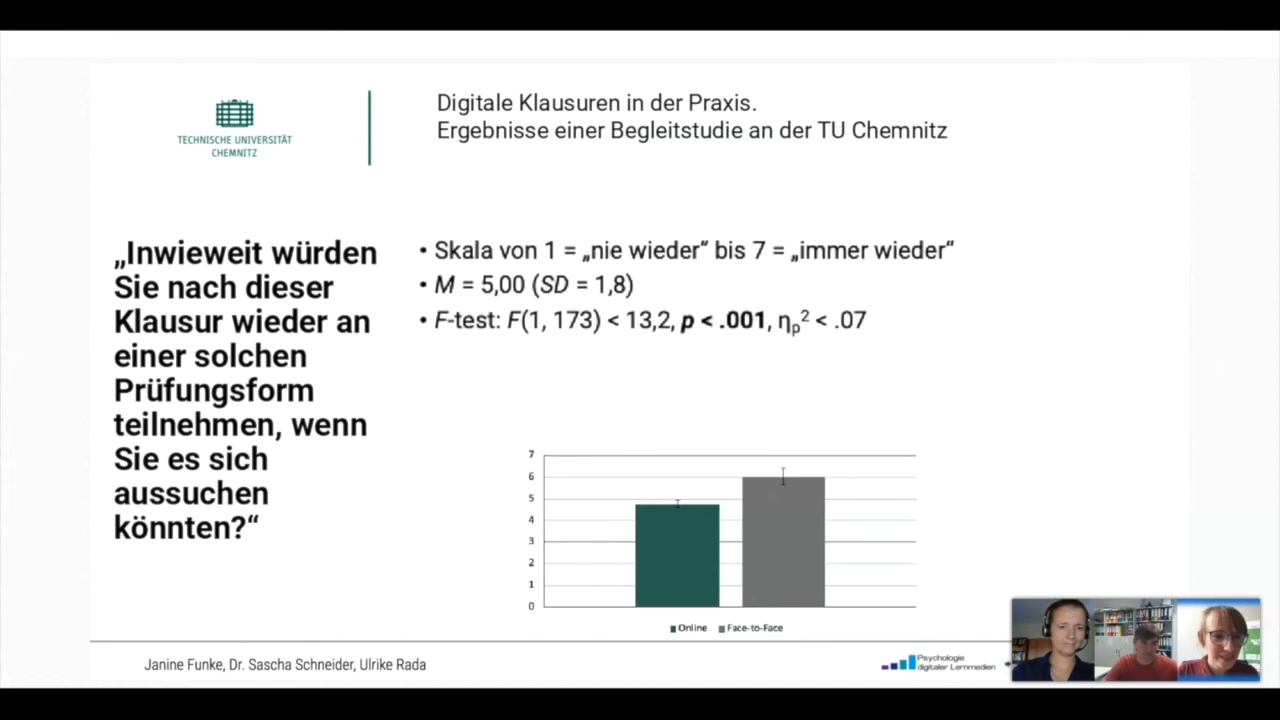 TECHNISCHE UNIVERSITÄT
CHEMNITZ
Digitale Klausuren in der Praxis.
Ergebnisse einer Begleitstudie an der TU Chemnitz
„Inwieweit würden
Sie nach dieser
Klausur wieder an
einer solchen
Prüfungsform
teilnehmen, wenn
Sie es sich
aussuchen
könnten?“
• Skala von 1 = „nie wieder“ bis 7 = „immer wieder“
• M = 5,00 (SD = 1,8)
• F-test: F(1, 173) < 13,2, p < .001, ηp² < .07
7
6
5
4
3
2
1
0
Online Face-to-Face
Janine Funke, Dr. Sascha Schneider, Ulrike Rada
Psychologie
digitaler Lernmedien